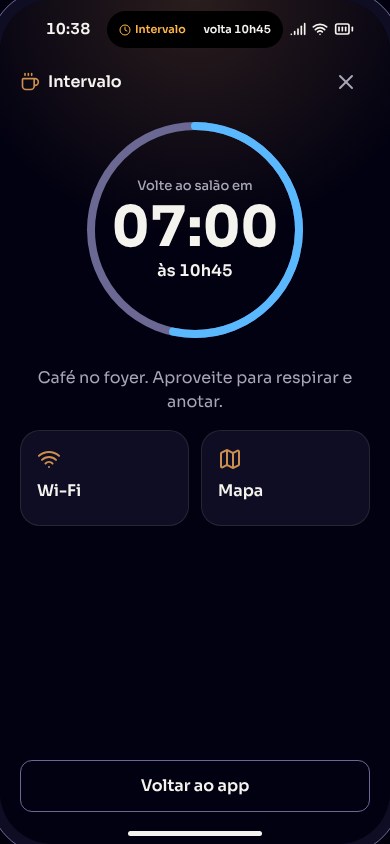 10:38
Intervalo volta 10h45
Intervalo
Volte ao salão em
07:00
às 10h45
Café no foyer. Aproveite para respirar e
anotar.
Wi-Fi
Mapa
Voltar ao app